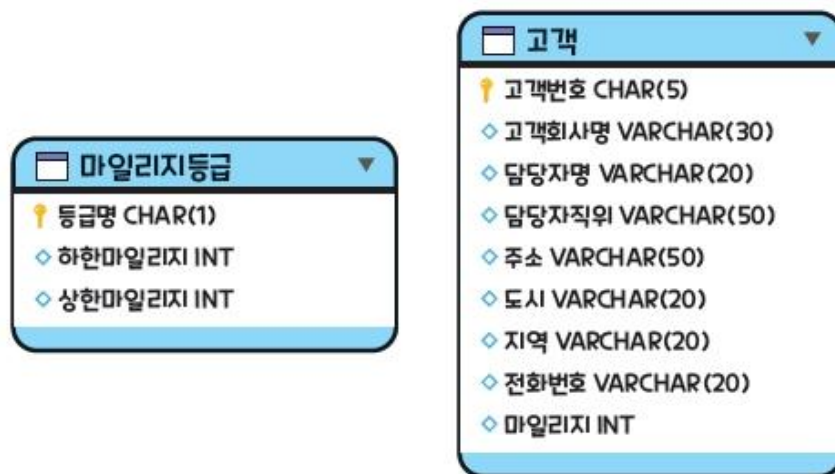 마일리지등급
등급명 CHAR(1)
하한마일리지 INT
상한마일리지 INT
고객
고객번호 CHAR(5)
고객회사명 VARCHAR(30)
담당자명 VARCHAR(20)
담당자직위 VARCHAR(50)
주소 VARCHAR(50)
도시 VARCHAR(20)
지역 VARCHAR(20)
전화번호 VARCHAR(20)
마일리지 INT